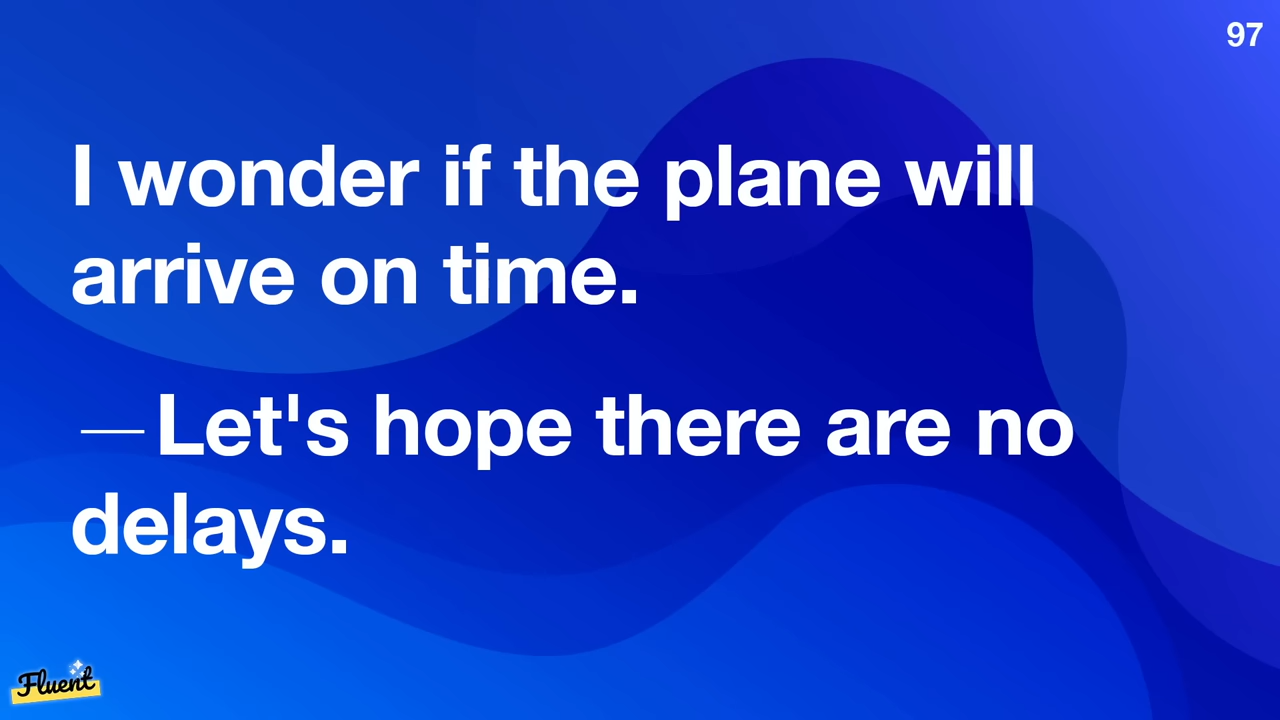 97
I wonder if the plane will
arrive on time.
— Let's hope there are no
delays.
Fluent